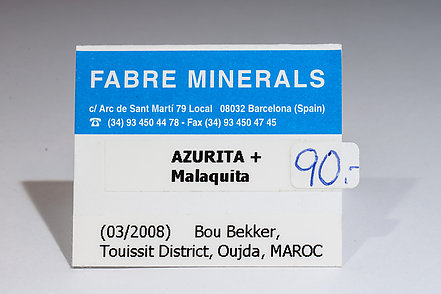 FABRE MINERALS
c/ Arc de Sant Martí 79 Local 08032 Barcelona (Spain)
☎ (34) 93 450 44 78 - Fax (34) 93 450 47 45
AZURITA +
Malaquita
90.-
(03/2008) Bou Bekker,
Touissit District, Oujda, MAROC